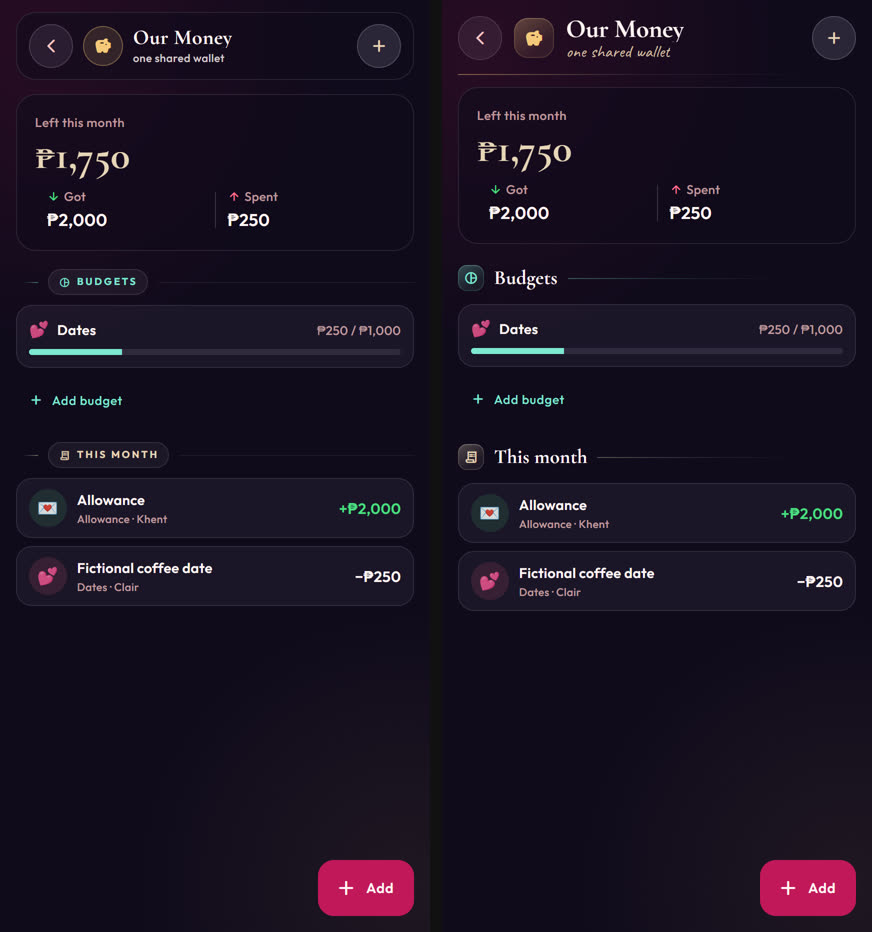 Our Money
one shared wallet
Left this month
₱1,750
Got
Spent
₱2,000
₱250
BUDGETS
Dates
₱250 / ₱1,000
Add budget
THIS MONTH
Allowance
Allowance · Khent
+₱2,000
Fictional coffee date
Dates · Clair
−₱250
Add
Our Money
one shared wallet
Left this month
₱1,750
Got
Spent
₱2,000
₱250
Budgets
Dates
₱250 / ₱1,000
Add budget
This month
Allowance
Allowance · Khent
+₱2,000
Fictional coffee date
Dates · Clair
−₱250
Add